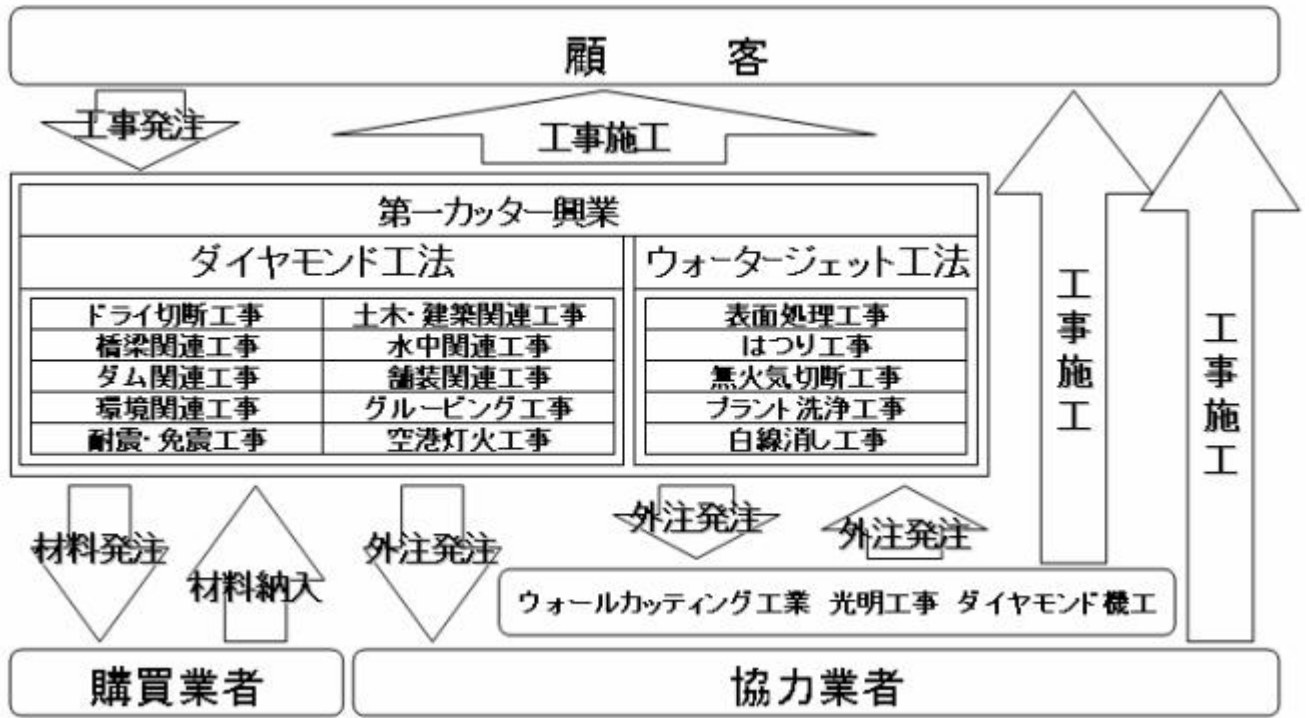 顧客
工事発注
工事施工
第一カッター興業
ダイヤモンド工法
ウォータージェット工法
ドライ切断工事
土木・建築関連工事
表面処理工事
橋梁関連工事
水中関連工事
はつり工事
ダム関連工事
舗装関連工事
無火気切断工事
環境関連工事
グルービング工事
プラント洗浄工事
耐震・免震工事
空港灯火工事
白線消し工事
工事施工
工事施工
材料発注
材料納入
外注発注
外注発注
外注発注
ウォールカッティング工業 光明工事 ダイヤモンド機工
購買業者
協力業者